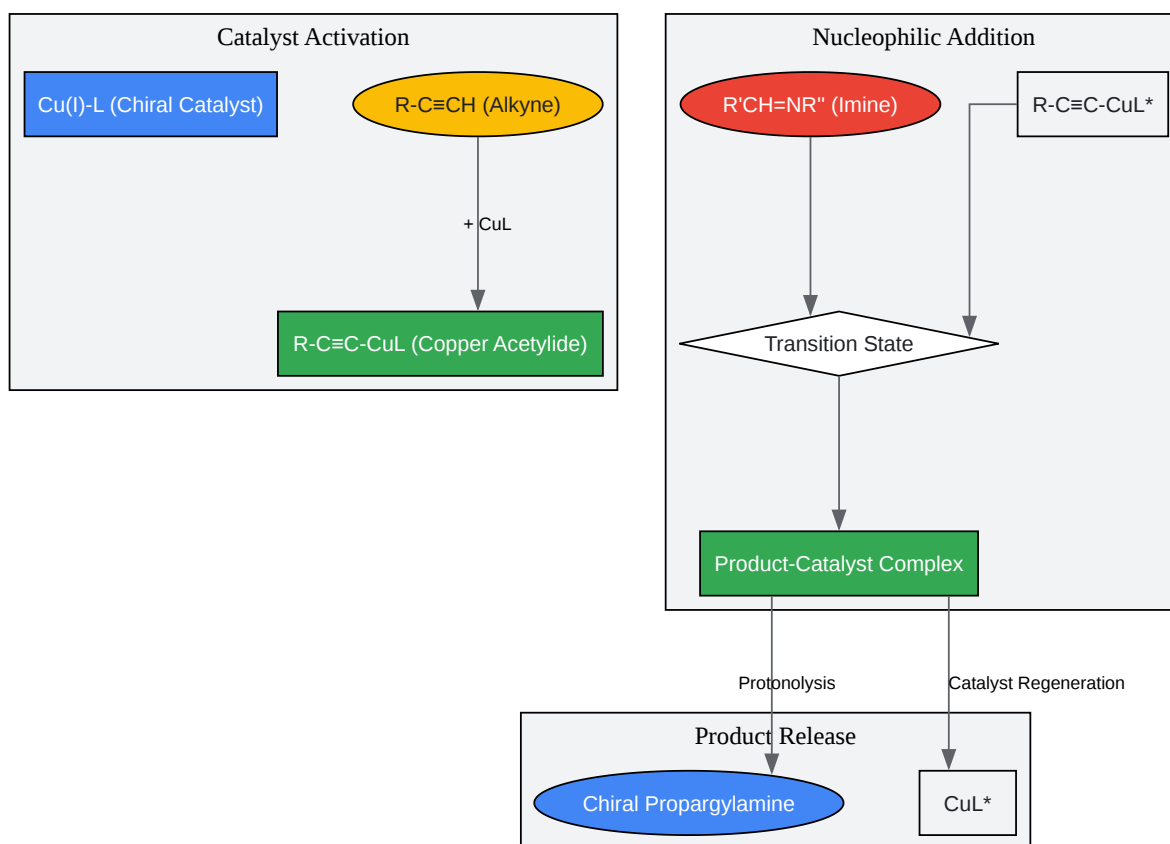 Catalyst Activation
Cu(I)-L (Chiral Catalyst)
R-C≡CH (Alkyne)
+ CuL
R-C≡C-CuL (Copper Acetylide)
Nucleophilic Addition
R'CH=NR'' (Imine)
R-C≡C-CuL*
Transition State
Product-Catalyst Complex
Protonolysis
Catalyst Regeneration
Product Release
Chiral Propargylamine
CuL*